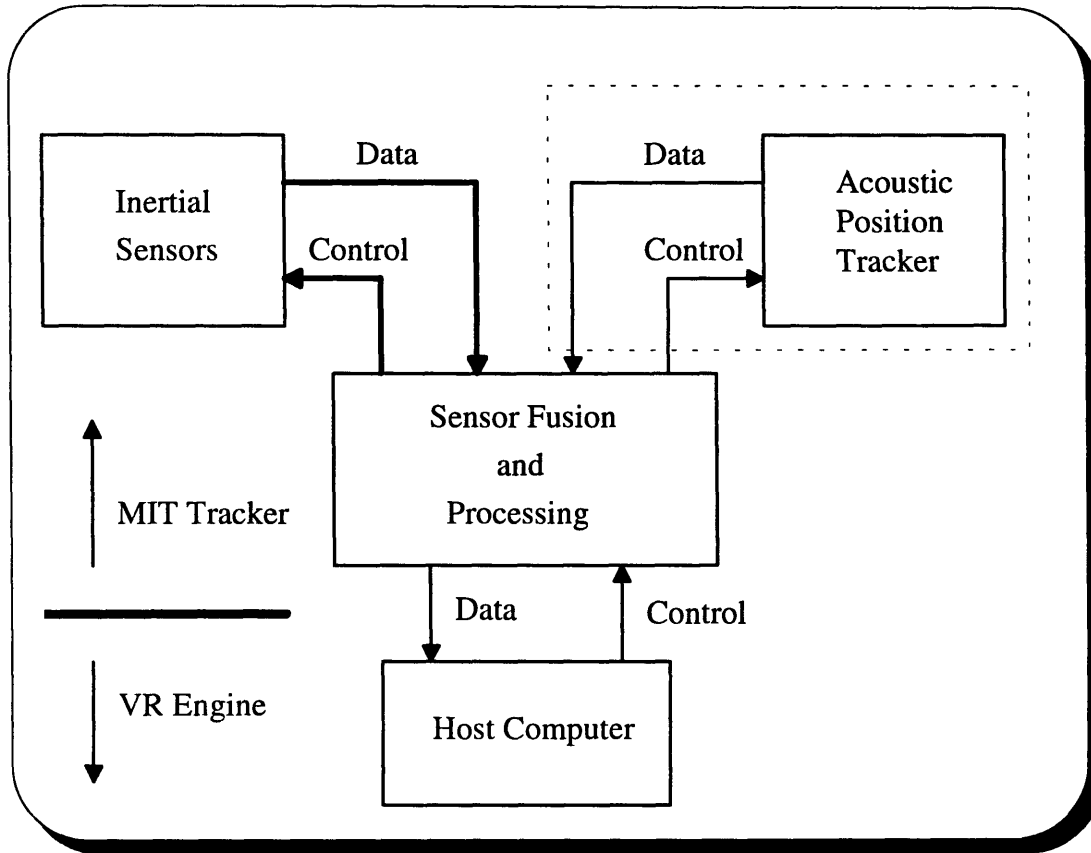 Data
Data
Inertial
Sensors
Acoustic
Position
Tracker
Control
Control
Sensor Fusion
and
Processing
MIT Tracker
Data
Control
VR Engine
Host Computer